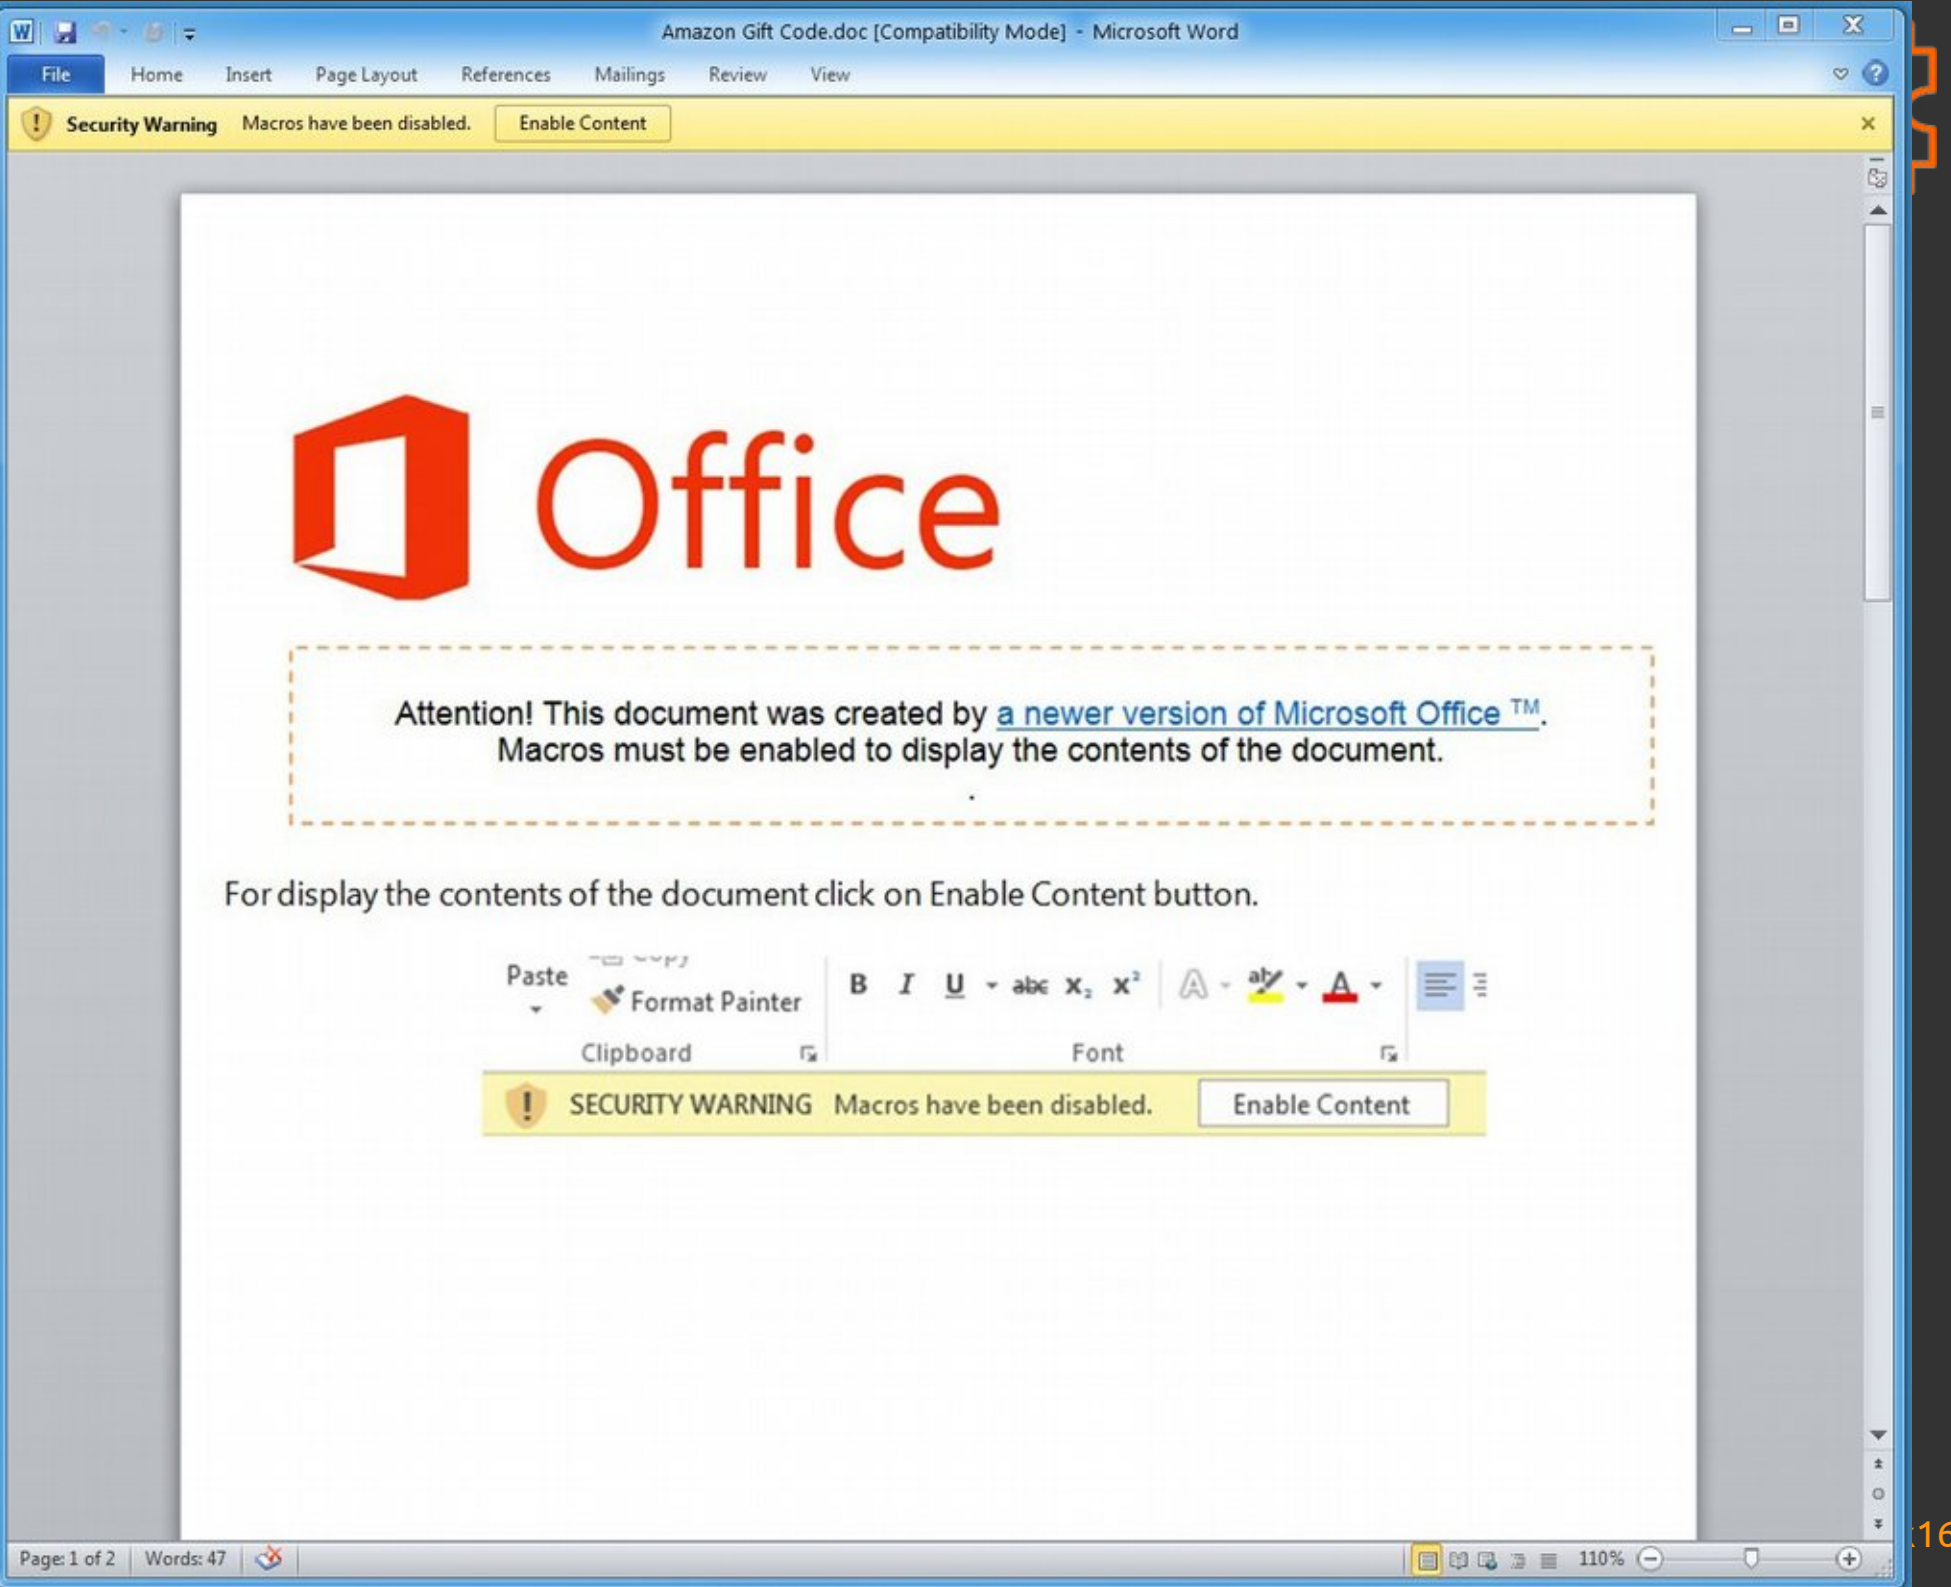 Amazon Gift Code.doc [Compatibility Mode] - Microsoft Word
File Home Insert Page Layout References Mailings Review View
Security Warning Macros have been disabled. Enable Content
Office
Attention! This document was created by a newer version of Microsoft Office TM.
Macros must be enabled to display the contents of the document.
.
For display the contents of the document click on Enable Content button.
Copy
Paste
Format Painter
B I U abc X₂ X² A aby A
Clipboard Font
SECURITY WARNING Macros have been disabled. Enable Content
Page: 1 of 2 Words: 47 110%